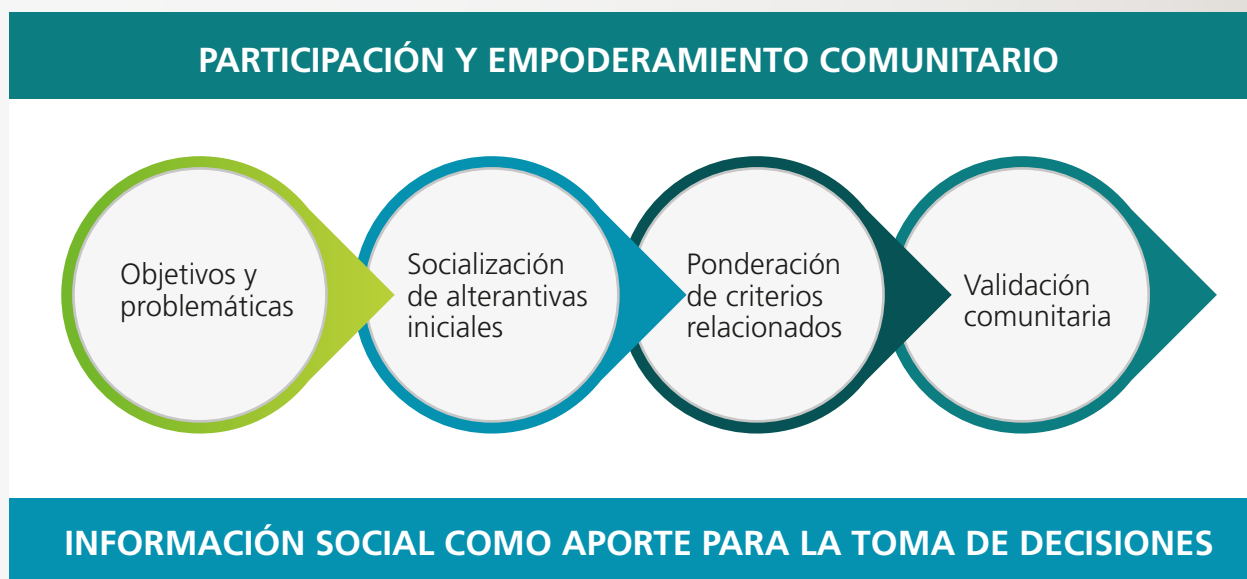 PARTICIPACIÓN Y EMPODERAMIENTO COMUNITARIO
Objetivos y
problemáticas
Socialización
de alterantivas
iniciales
Ponderación
de criterios
relacionados
Validación
comunitaria
INFORMACIÓN SOCIAL COMO APORTE PARA LA TOMA DE DECISIONES